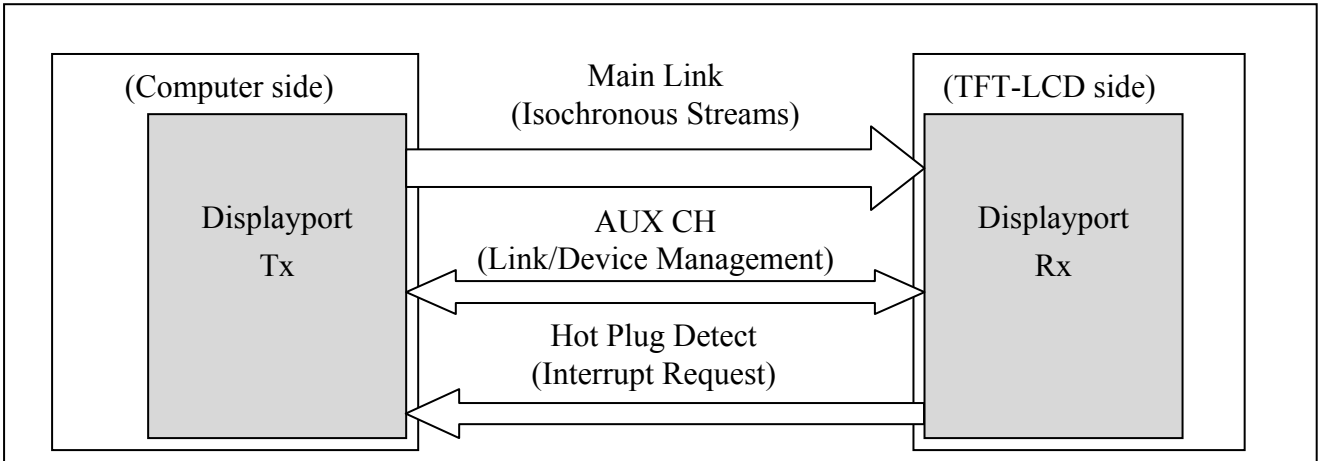 (Computer side)
Displayport
Tx
Main Link
(Isochronous Streams)
AUX CH
(Link/Device Management)
Hot Plug Detect
(Interrupt Request)
(TFT-LCD side)
Displayport
Rx